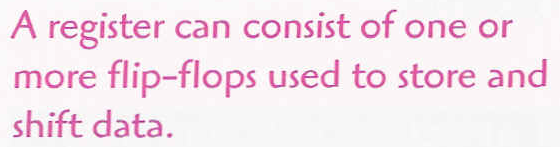 A register can consist of one or
more flip-flops used to store and
shift data.